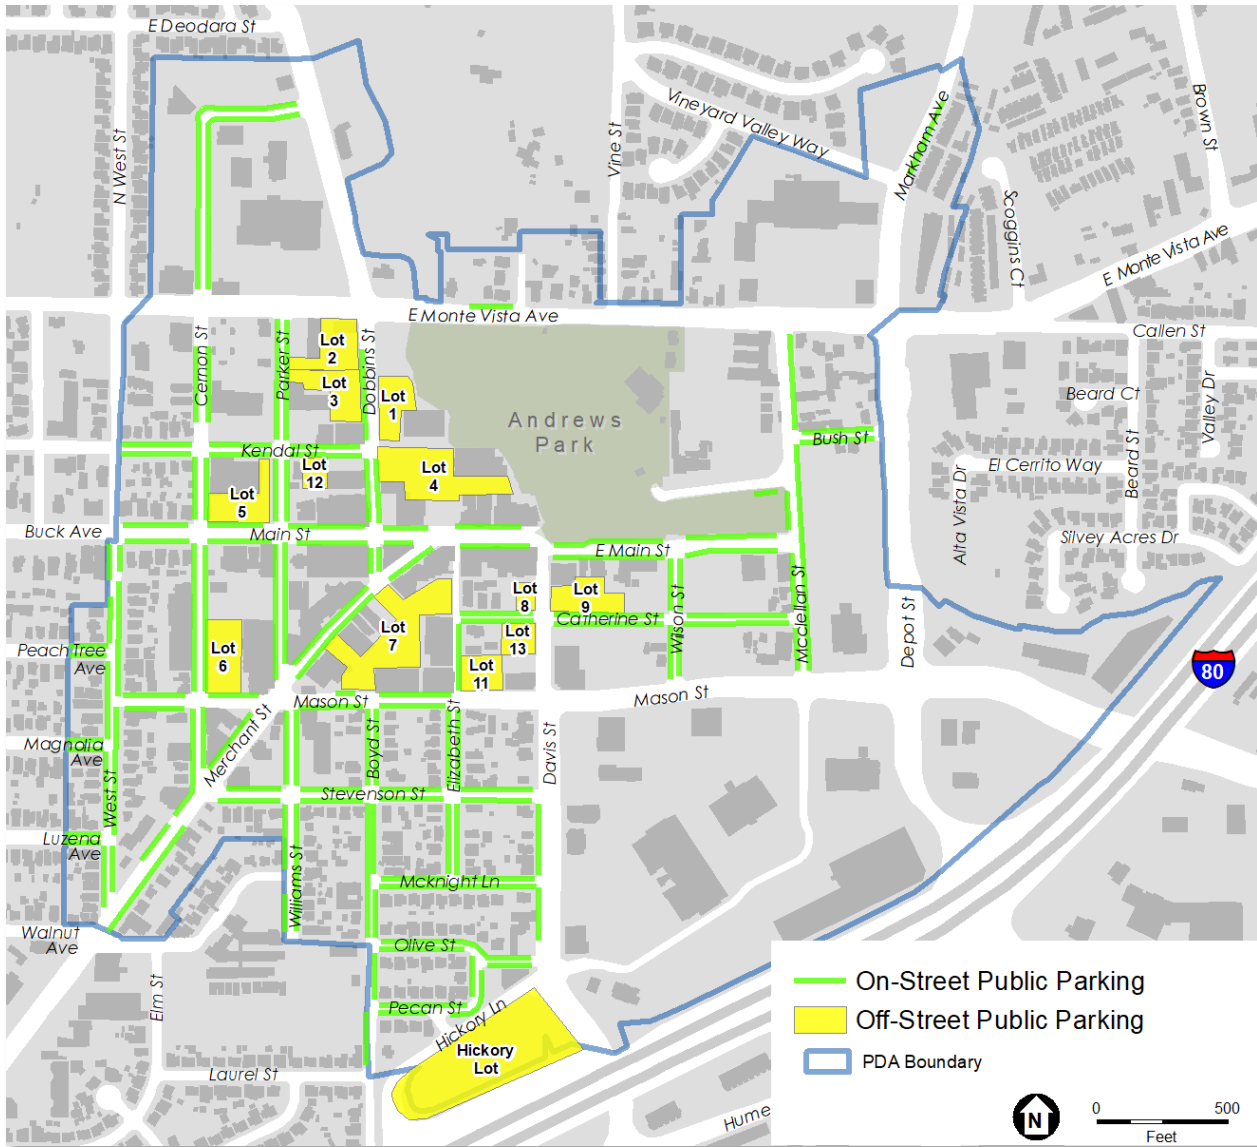 E Deodara St
N West St
Vine St
Vineyard Valley Way
Markham Ave
Brown St
Scoggins Ct
E Monte Vista Ave
E Monte Vista Ave
Callen St
Cernon St
Parker St
Dobbins St
Lot
2
Lot
3
Lot
1
Andrews
Park
Beard Ct
Valley Dr
Bush St
Kendal St
Lot
12
Lot
4
Lot
5
El Cerrito Way
Beard St
Alta Vista Dr
Buck Ave
Main St
E Main St
Silvey Acres Dr
Lot
8
Lot
9
Catherine St
Wilson St
Mcclellan St
Depot St
Peach Tree
Ave
Lot
6
Lot
7
Lot
13
Lot
11
80
Mason St
Mason St
Merchant St
Magnolia
Ave
West St
Boyd St
Elizabeth St
Davis St
Stevenson St
Luzena
Ave
Williams St
Mcknight Ln
Walnut
Ave
Olive St
Elm St
Pecan St
Hickory Ln
Hickory
Lot
Laurel St
Hume
On-Street Public Parking
Off-Street Public Parking
PDA Boundary
N
0
500
Feet